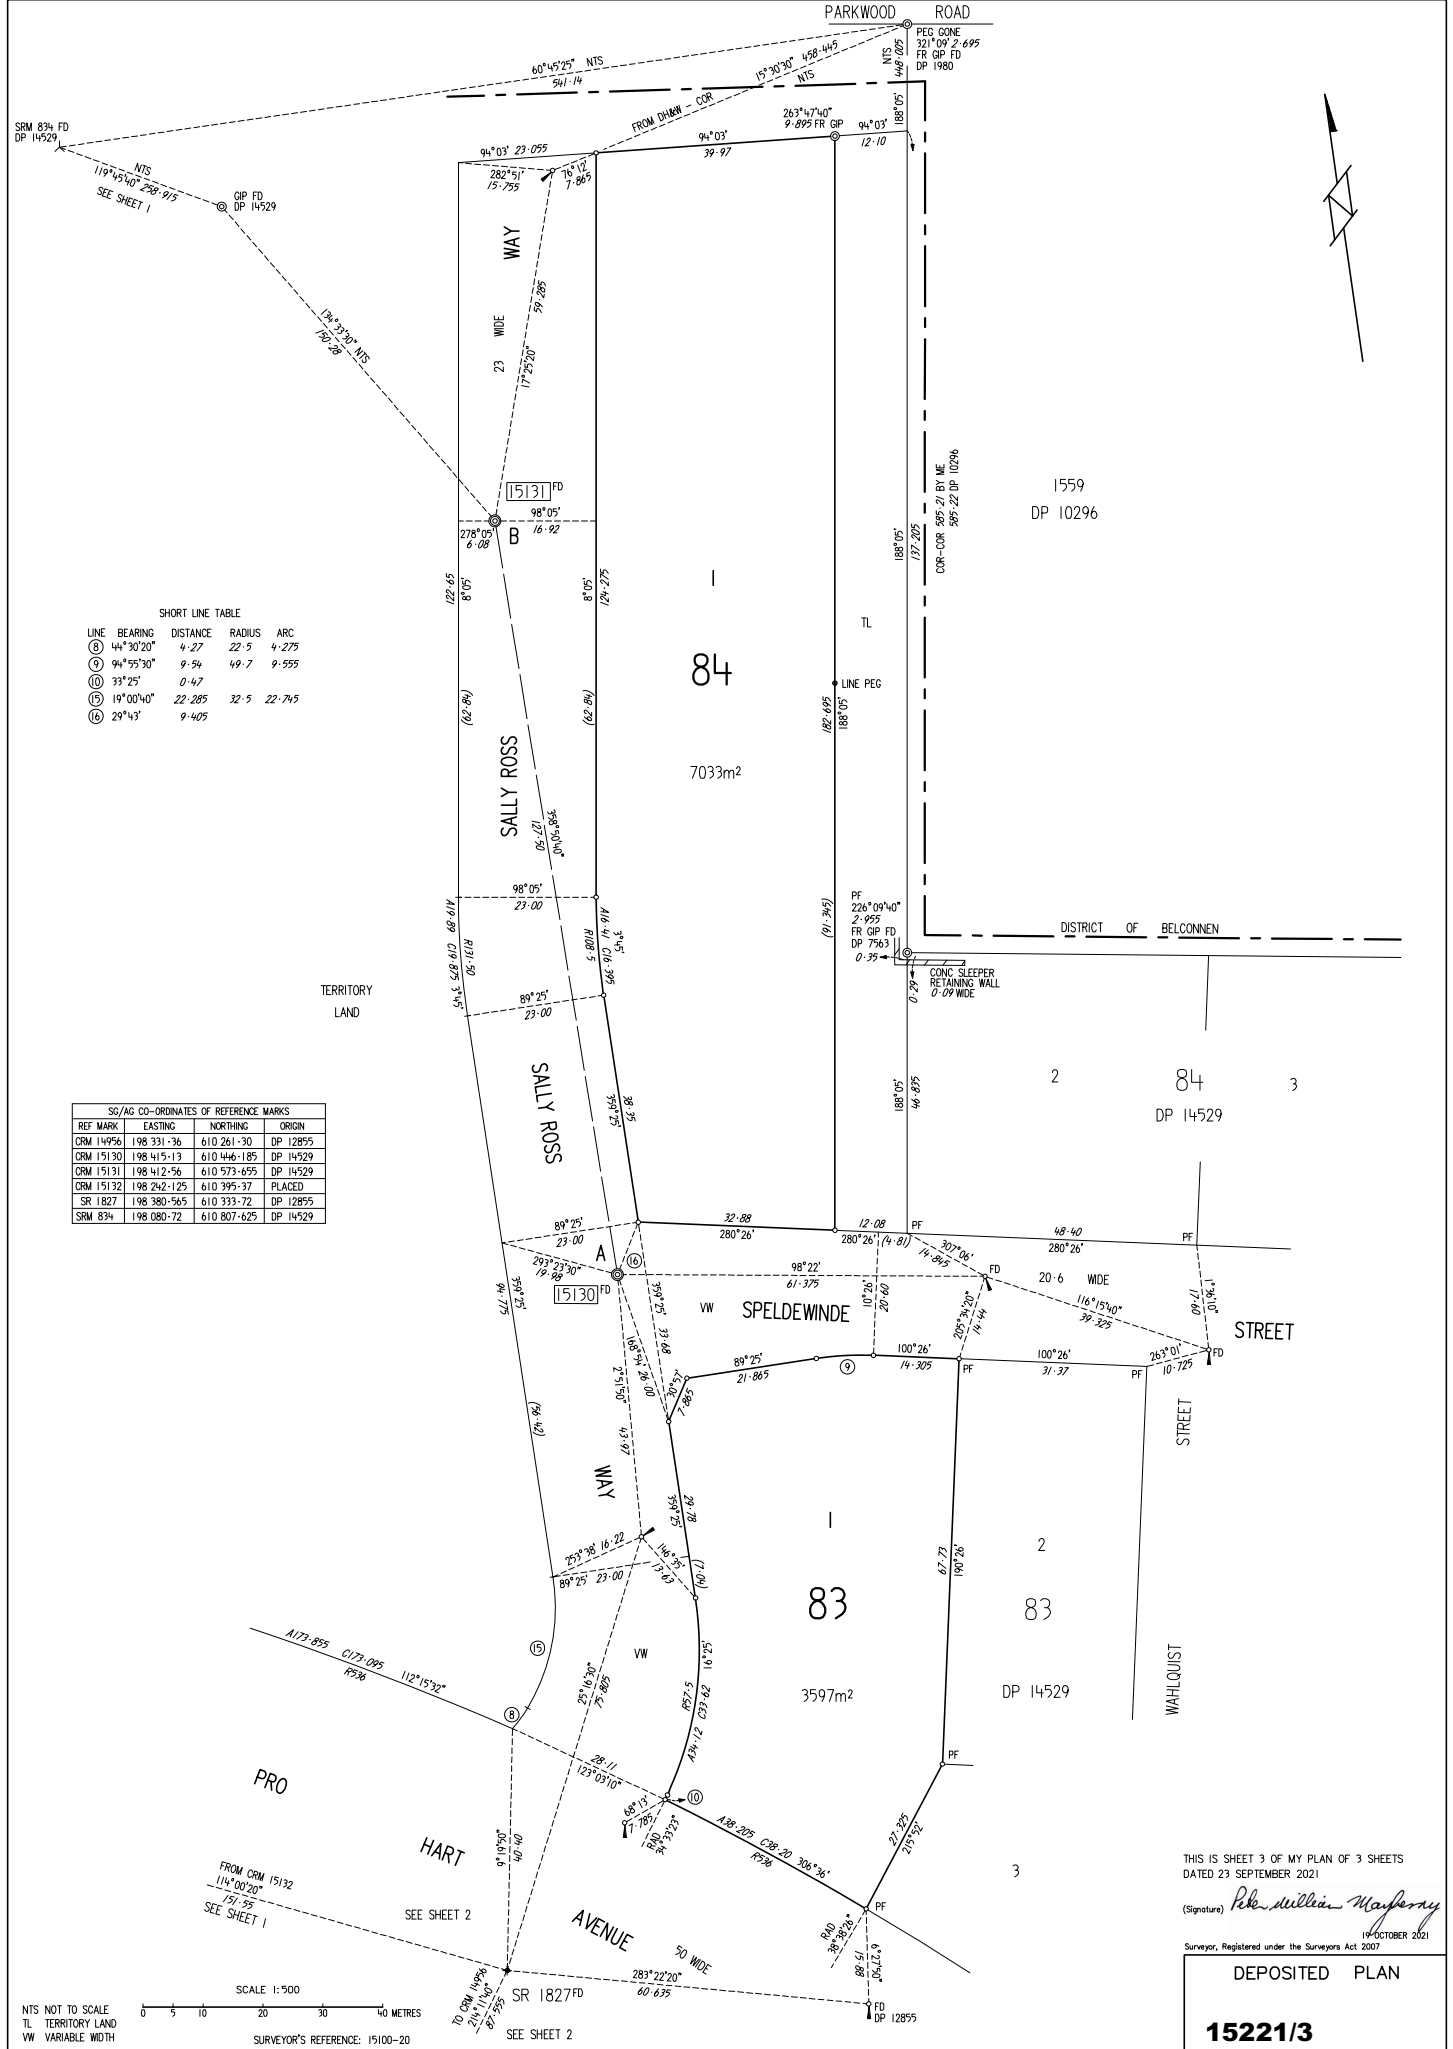 PARKWOOD ROAD
PEG GONE
321°09' 2·695
FR GIP FD
DP 1980
NTS
448·005
188°05'
60°45'25" NTS
541·14
15°30'30" 458·445
NTS
FROM DH&W - COR
SRM 834 FD
DP 14529
NTS
119°45'40" 258·915
SEE SHEET 1
GIP FD
DP 14529
263°47'40"
9·895 FR GIP
94°03'
12·10
94°03'
39·97
94°03' 23·055
282°51'
15·755
76°12'
7·865
WAY
23 WIDE
59·285
17°25'20"
134°33'30" NTS
150·28
15131 FD
98°05'
16·92
278°05'
6·08
B
1559
DP 10296
COR-COR 585·21 BY ME
585·22 DP 10296
188°05'
137·205
122·65
8°05'
8°05'
124·275
1
84
7033m²
TL
LINE PEG
182·695
188°05'
(62·84)
(62·84)
SHORT LINE TABLE
LINE BEARING DISTANCE RADIUS ARC
8 44°30'20" 4·27 22·5 4·275
9 94°55'30" 9·54 49·7 9·555
10 33°25' 0·47
15 19°00'40" 22·285 32·5 22·745
16 29°43' 9·405
SALLY ROSS
358°50'40"
127·50
98°05'
23·00
A19·89 C19·875 3°45'
R131·50
3°45'
A16·41 C16·395
R108·5
(91·345)
PF
226°09'40"
2·955
FR GIP FD
DP 7563
0·35
DISTRICT OF BELCONNEN
CONC SLEEPER
RETAINING WALL
0·09 WIDE
0·29
TERRITORY
LAND
89°25'
23·00
SALLY ROSS
38·35
359°25'
188°05'
46·835
2
84
3
DP 14529
SG/AG CO-ORDINATES OF REFERENCE MARKS
REF MARK EASTING NORTHING ORIGIN
CRM 14956 198 331·36 610 261·30 DP 12855
CRM 15130 198 415·13 610 446·185 DP 14529
CRM 15131 198 412·56 610 573·655 DP 14529
CRM 15132 198 242·125 610 395·37 PLACED
SR 1827 198 380·565 610 333·72 DP 12855
SRM 834 198 080·72 610 807·625 DP 14529
89°25'
23·00
A
293°23'30"
19·98
15130 FD
16
32·88
280°26'
12·08
280°26' (4·81)
PF
48·40
280°26'
PF
307°06'
14·845
FD
98°22'
61·375
20·6 WIDE
116°15'40"
39·325
1°36'10"
17·60
STREET
VW
SPELDEWINDE
10°26'
20·60
205°34'20"
14·44
359°25'
94·775
359°25' 33·68
168°54' 26·00
2°51'50"
43·97
30°57'
7·865
89°25'
21·865
9
100°26'
14·305
PF
100°26'
31·37
PF
263°01'
10·725
FD
STREET
(56·42)
WAY
29·78
359°25'
1
83
3597m²
67·73
190°26'
2
83
DP 14529
WAHLQUIST
253°38' 16·22
89°25' 23·00
146°35'
13·63
(7·04)
A173·855 C173·095 112°15'32"
R536
15
8
VW
25°16'30"
75·805
16°25'
R57·5
A34·12 C33·62
28·11
123°03'10"
10
68°13'
7·785
RAD
34°33'23"
A38·205 C38·20 306°36'
R536
PF
27·325
215°52'
PF
3
PRO
HART
AVENUE
50 WIDE
9°19'50"
40·40
FROM CRM 15132
114°00'20"
151·55
SEE SHEET 1
SEE SHEET 2
RAD
38°38'26"
6°27'50"
15·88
283°22'20"
60·635
FD
DP 12855
SR 1827 FD
TO CRM 14956
214°11'40"
87·555
SEE SHEET 2
THIS IS SHEET 3 OF MY PLAN OF 3 SHEETS
DATED 23 SEPTEMBER 2021
(Signature) Peter William Mayberry
19 OCTOBER 2021
Surveyor, Registered under the Surveyors Act 2007
DEPOSITED PLAN
15221/3
SCALE 1:500
0 5 10 20 30 40 METRES
NTS NOT TO SCALE
TL TERRITORY LAND
VW VARIABLE WIDTH
SURVEYOR'S REFERENCE: 15100-20